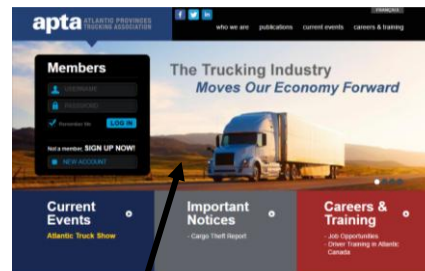 FRANÇAIS
apta ATLANTIC PROVINCES
TRUCKING ASSOCIATION
who we are publications current events careers & training
Members
USERNAME
PASSWORD
Remember Me
LOG IN
Not a member, SIGN UP NOW!
NEW ACCOUNT
The Trucking Industry
Moves Our Economy Forward
Current
Events
Atlantic Truck Show
Important
Notices
- Cargo Theft Report
Careers &
Training
- Job Opportunities
- Driver Training in Atlantic
Canada